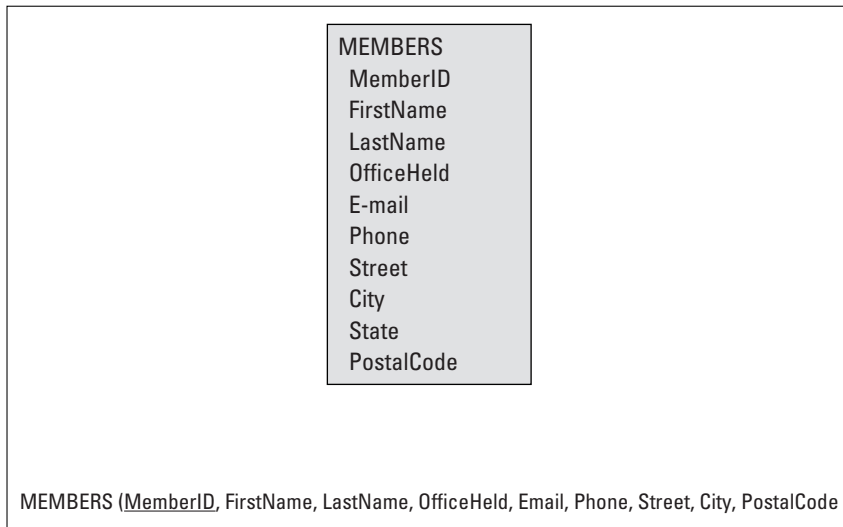 MEMBERS
MemberID
FirstName
LastName
OfficeHeld
E-mail
Phone
Street
City
State
PostalCode
MEMBERS (MemberID, FirstName, LastName, OfficeHeld, Email, Phone, Street, City, PostalCode